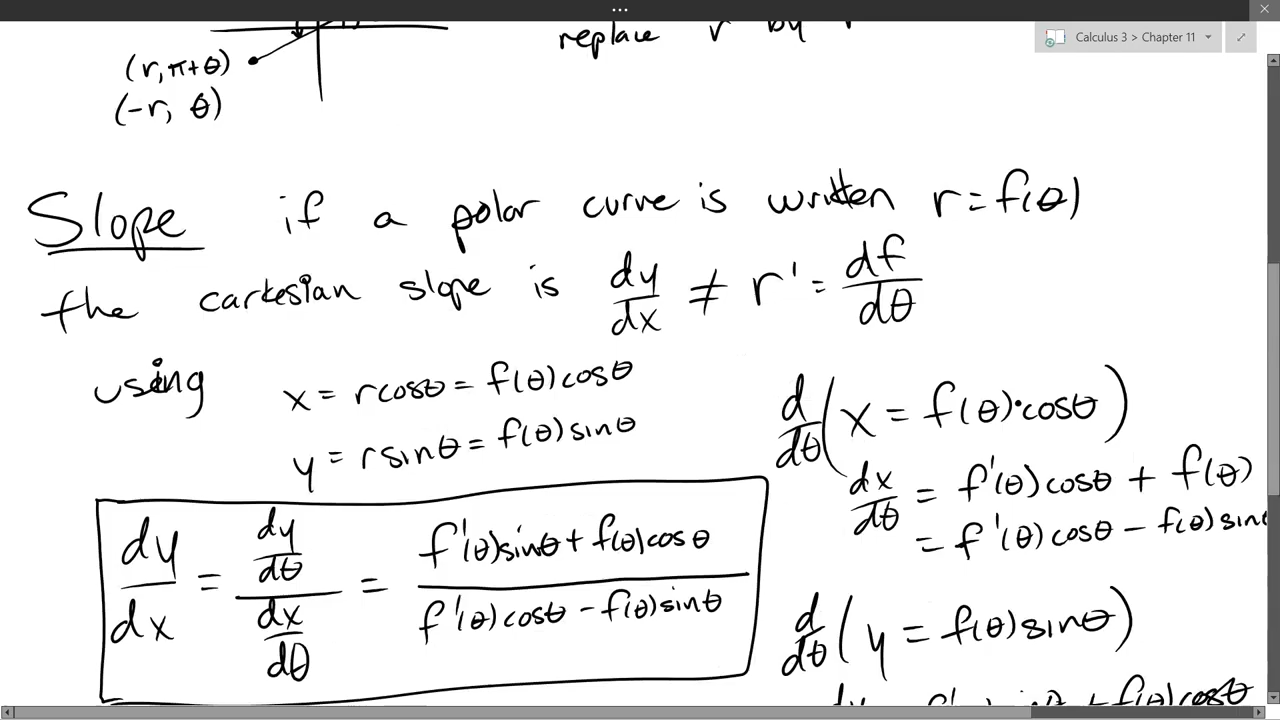 ...
Calculus 3 > Chapter 11
replace r by
(r, π+θ)
(-r, θ)
Slope if a polar curve is written r = f(θ)
the cartesian slope is dy/dx ≠ r' = df/dθ
using
x = rcosθ = f(θ)cosθ
y = rsinθ = f(θ)sinθ
dy/dx = (dy/dθ)/(dx/dθ) = (f'(θ)sinθ + f(θ)cosθ)/(f'(θ)cosθ - f(θ)sinθ)
d/dθ (x = f(θ)·cosθ)
dx/dθ = f'(θ)cosθ + f(θ)
= f'(θ)cosθ - f(θ)sinθ
d/dθ (y = f(θ)sinθ)